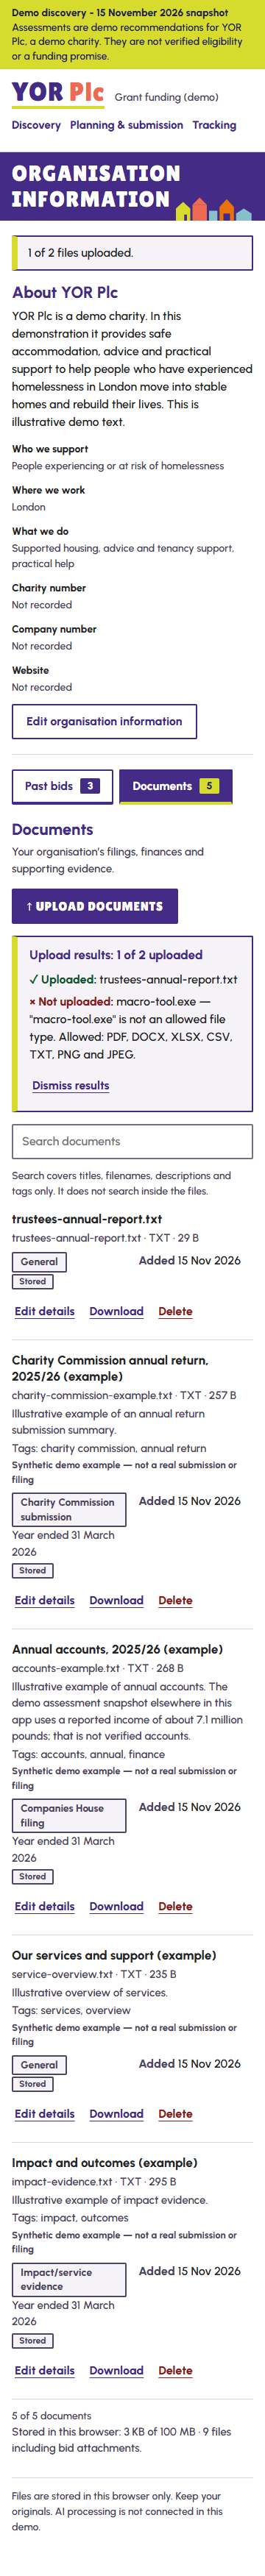 Demo discovery - 15 November 2026 snapshot
Assessments are demo recommendations for YOR
Plc, a demo charity. They are not verified eligibility
or a funding promise.
YOR Plc Grant funding (demo)
Discovery Planning & submission Tracking
ORGANISATION
INFORMATION
1 of 2 files uploaded.
About YOR Plc
YOR Plc is a demo charity. In this
demonstration it provides safe
accommodation, advice and practical
support to help people who have experienced
homelessness in London move into stable
homes and rebuild their lives. This is
illustrative demo text.
Who we support
People experiencing or at risk of homelessness
Where we work
London
What we do
Supported housing, advice and tenancy support,
practical help
Charity number
Not recorded
Company number
Not recorded
Website
Not recorded
Edit organisation information
Past bids 3 Documents 5
Documents
Your organisation's filings, finances and
supporting evidence.
↑ UPLOAD DOCUMENTS
Upload results: 1 of 2 uploaded
✓ Uploaded: trustees-annual-report.txt
× Not uploaded: macro-tool.exe —
"macro-tool.exe" is not an allowed file
type. Allowed: PDF, DOCX, XLSX, CSV,
TXT, PNG and JPEG.
Dismiss results
Search documents
Search covers titles, filenames, descriptions and
tags only. It does not search inside the files.
trustees-annual-report.txt
trustees-annual-report.txt · TXT · 29 B
General Added 15 Nov 2026
Stored
Edit details Download Delete
Charity Commission annual return,
2025/26 (example)
charity-commission-example.txt · TXT · 257 B
Illustrative example of an annual return
submission summary.
Tags: charity commission, annual return
Synthetic demo example — not a real submission or
filing
Charity Commission Added 15 Nov 2026
submission
Year ended 31 March
2026
Stored
Edit details Download Delete
Annual accounts, 2025/26 (example)
accounts-example.txt · TXT · 268 B
Illustrative example of annual accounts. The
demo assessment snapshot elsewhere in this
app uses a reported income of about 7.1 million
pounds; that is not verified accounts.
Tags: accounts, annual, finance
Synthetic demo example — not a real submission or
filing
Companies House Added 15 Nov 2026
filing
Year ended 31 March
2026
Stored
Edit details Download Delete
Our services and support (example)
service-overview.txt · TXT · 235 B
Illustrative overview of services.
Tags: services, overview
Synthetic demo example — not a real submission or
filing
General Added 15 Nov 2026
Stored
Edit details Download Delete
Impact and outcomes (example)
impact-evidence.txt · TXT · 295 B
Illustrative example of impact evidence.
Tags: impact, outcomes
Synthetic demo example — not a real submission or
filing
Impact/service Added 15 Nov 2026
evidence
Year ended 31 March
2026
Stored
Edit details Download Delete
5 of 5 documents
Stored in this browser: 3 KB of 100 MB · 9 files
including bid attachments.
Files are stored in this browser only. Keep your
originals. AI processing is not connected in this
demo.